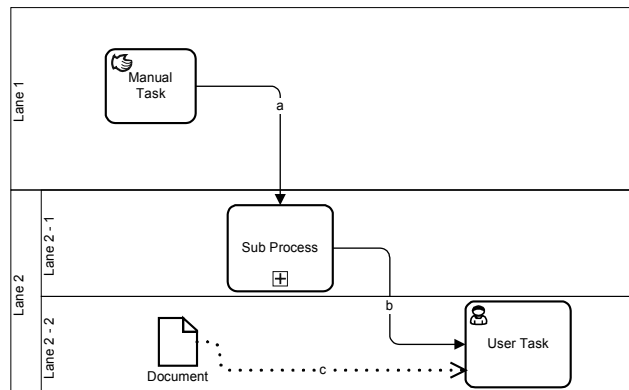 Lane 1
Manual
Task
a
Lane 2
Lane 2 - 1
Sub Process
b
Lane 2 - 2
User Task
Document
c